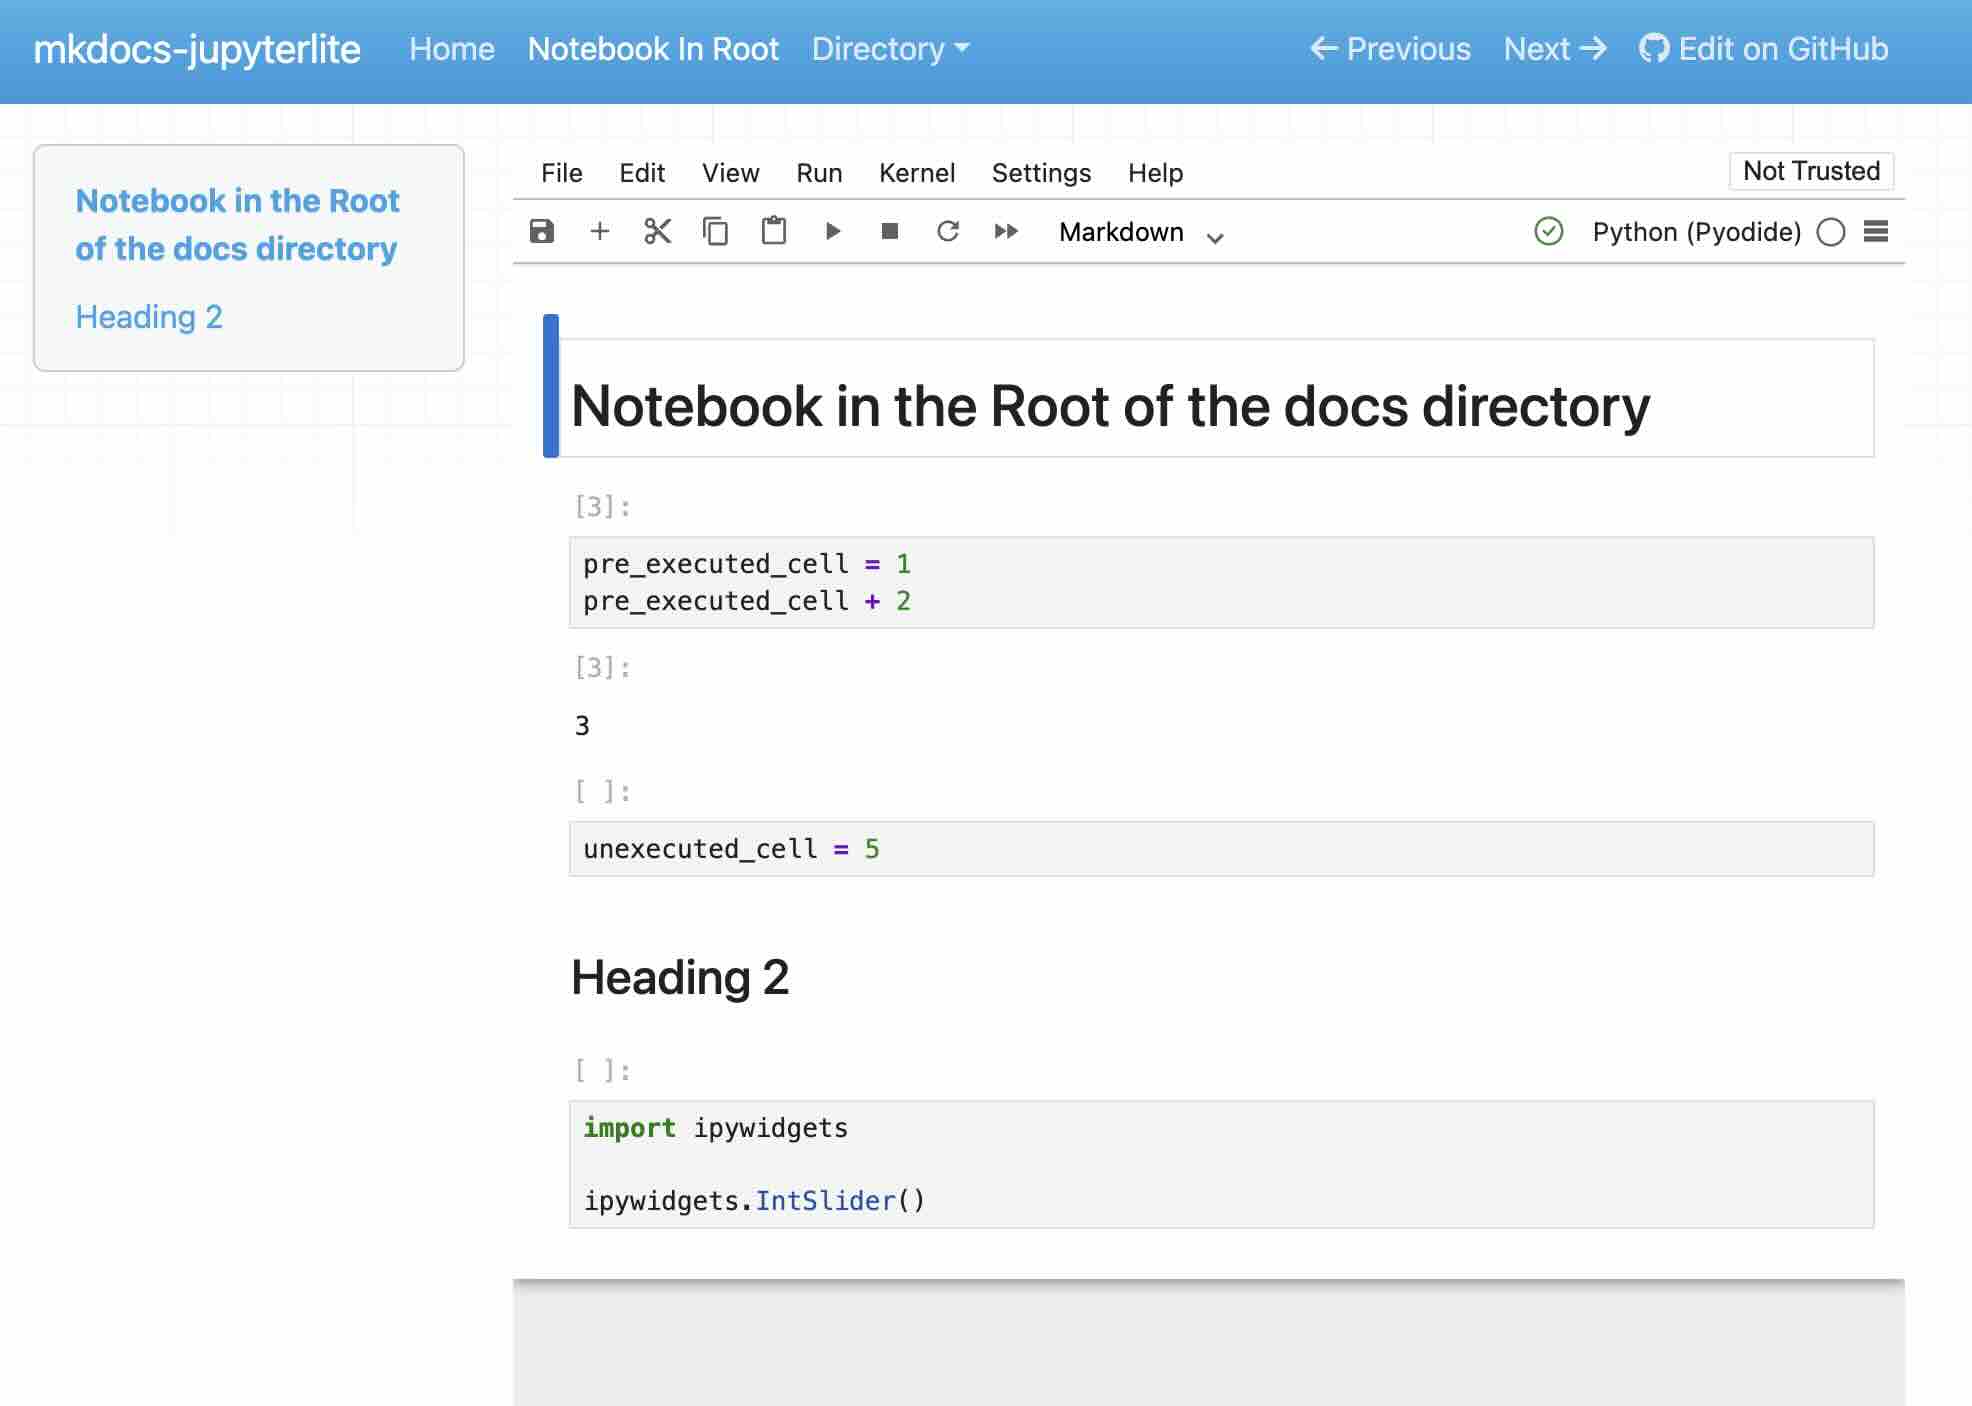 mkdocs-jupyterlite Home Notebook In Root Directory Previous Next Edit on GitHub
Notebook in the Root
of the docs directory
Heading 2
File Edit View Run Kernel Settings Help Not Trusted
Markdown Python (Pyodide)
Notebook in the Root of the docs directory
[3]:
pre_executed_cell = 1
pre_executed_cell + 2
[3]:
3
[ ]:
unexecuted_cell = 5
Heading 2
[ ]:
import ipywidgets
ipywidgets.IntSlider()